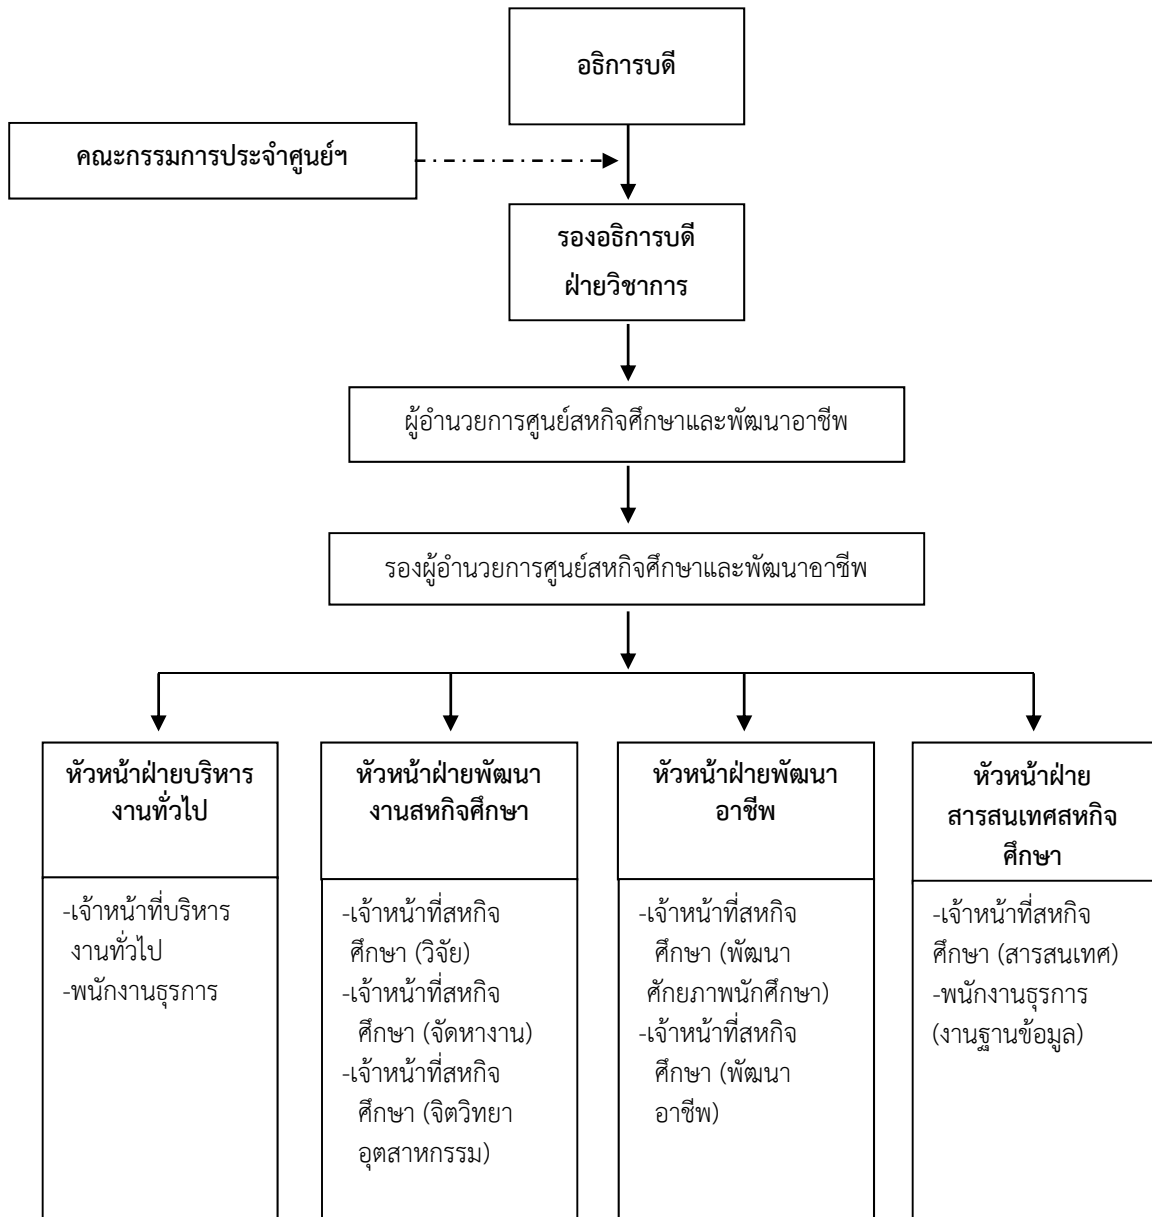 อธิการบดี
คณะกรรมการประจำศูนย์ฯ
รองอธิการบดี
ฝ่ายวิชาการ
ผู้อำนวยการศูนย์สหกิจศึกษาและพัฒนาอาชีพ
รองผู้อำนวยการศูนย์สหกิจศึกษาและพัฒนาอาชีพ
หัวหน้าฝ่ายบริหาร
งานทั่วไป
-เจ้าหน้าที่บริหาร
งานทั่วไป
-พนักงานธุรการ
หัวหน้าฝ่ายพัฒนา
งานสหกิจศึกษา
-เจ้าหน้าที่สหกิจ
ศึกษา (วิจัย)
-เจ้าหน้าที่สหกิจ
ศึกษา (จัดหางาน)
-เจ้าหน้าที่สหกิจ
ศึกษา (จิตวิทยา
อุตสาหกรรม)
หัวหน้าฝ่ายพัฒนา
อาชีพ
-เจ้าหน้าที่สหกิจ
ศึกษา (พัฒนา
ศักยภาพนักศึกษา)
-เจ้าหน้าที่สหกิจ
ศึกษา (พัฒนา
อาชีพ)
หัวหน้าฝ่าย
สารสนเทศสหกิจ
ศึกษา
-เจ้าหน้าที่สหกิจ
ศึกษา (สารสนเทศ)
-พนักงานธุรการ
(งานฐานข้อมูล)